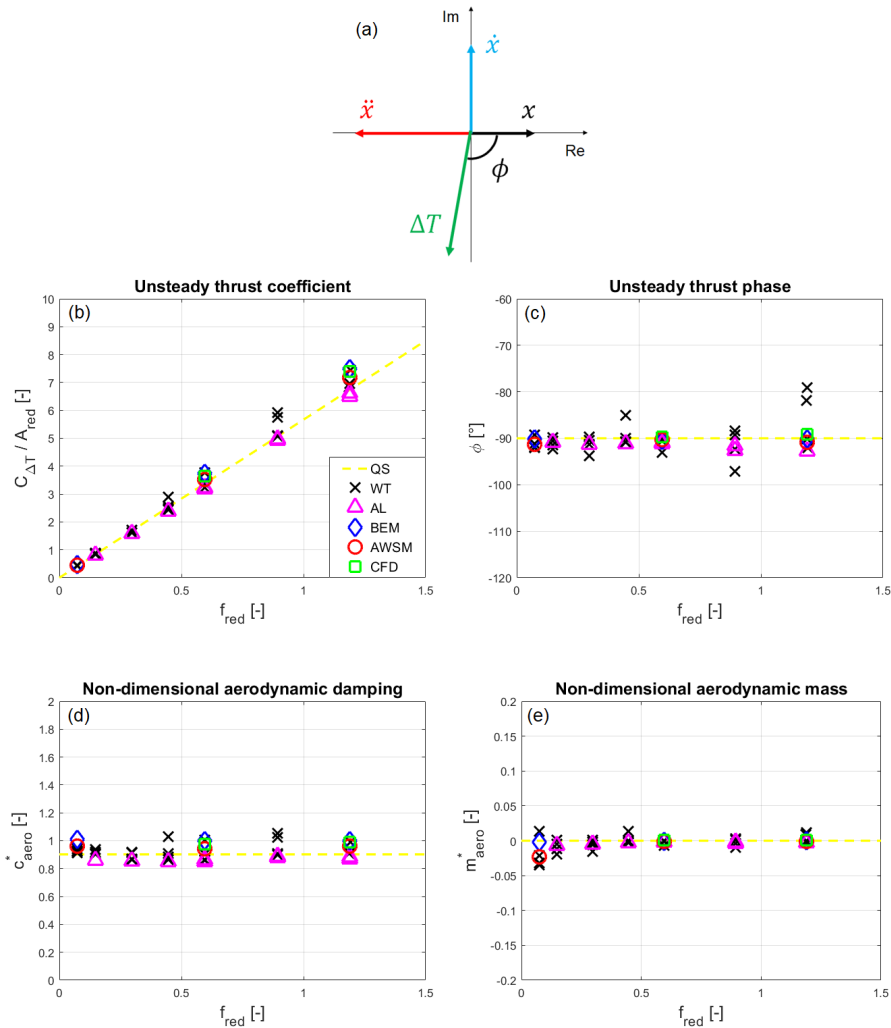 (a)
Im
ẋ
ẍ
x
Re
ϕ
ΔT
Unsteady thrust coefficient
(b)
10
9
8
7
6
5
4
3
2
1
0
C_ΔT / A_red [-]
QS
WT
AL
BEM
AWSM
CFD
0 0.5 1 1.5
f_red [-]
Unsteady thrust phase
(c)
-60
-70
-80
-90
-100
-110
-120
ϕ [°]
0 0.5 1 1.5
f_red [-]
Non-dimensional aerodynamic damping
(d)
2
1.8
1.6
1.4
1.2
1
0.8
0.6
0.4
0.2
0
c*_aero [-]
0 0.5 1 1.5
f_red [-]
Non-dimensional aerodynamic mass
(e)
0.2
0.15
0.1
0.05
0
-0.05
-0.1
-0.15
-0.2
m*_aero [-]
0 0.5 1 1.5
f_red [-]